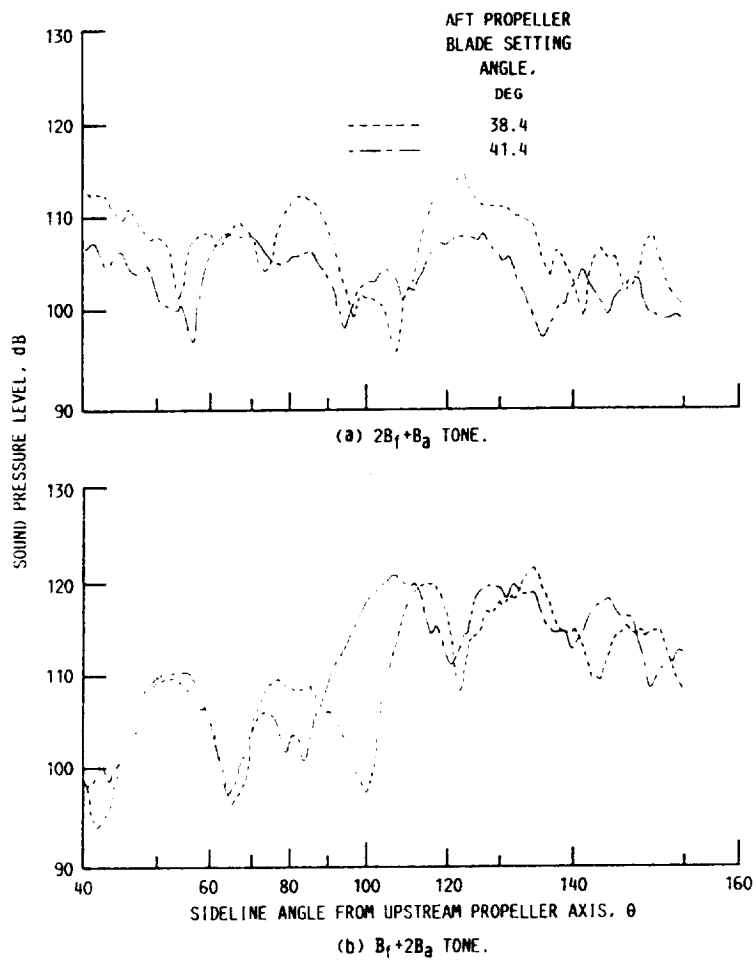 AFT PROPELLER
BLADE SETTING
ANGLE,
DEG
38.4
41.4
SOUND PRESSURE LEVEL, dB
130
120
110
100
90
(a) 2Bf+Ba TONE.
130
120
110
100
90
40 60 80 100 120 140 160
SIDELINE ANGLE FROM UPSTREAM PROPELLER AXIS, θ
(b) Bf+2Ba TONE.